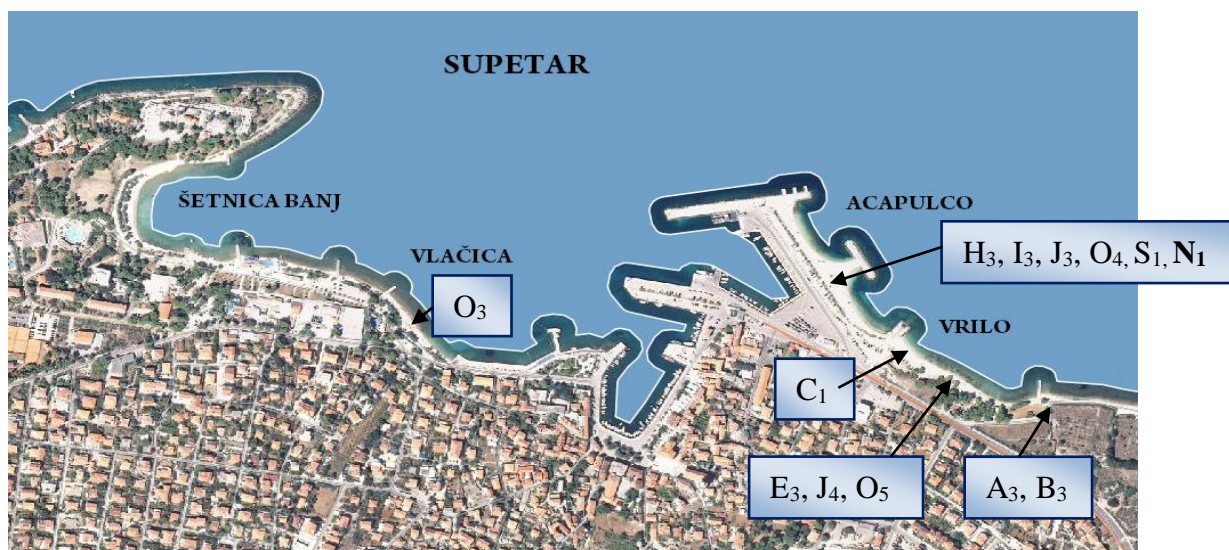 SUPETAR
ŠETNICA BANJ
ACAPULCO
H₃, I₃, J₃, O₄, S₁, N₁
VLAČICA
O₃
VRILO
C₁
E₃, J₄, O₅
A₃, B₃